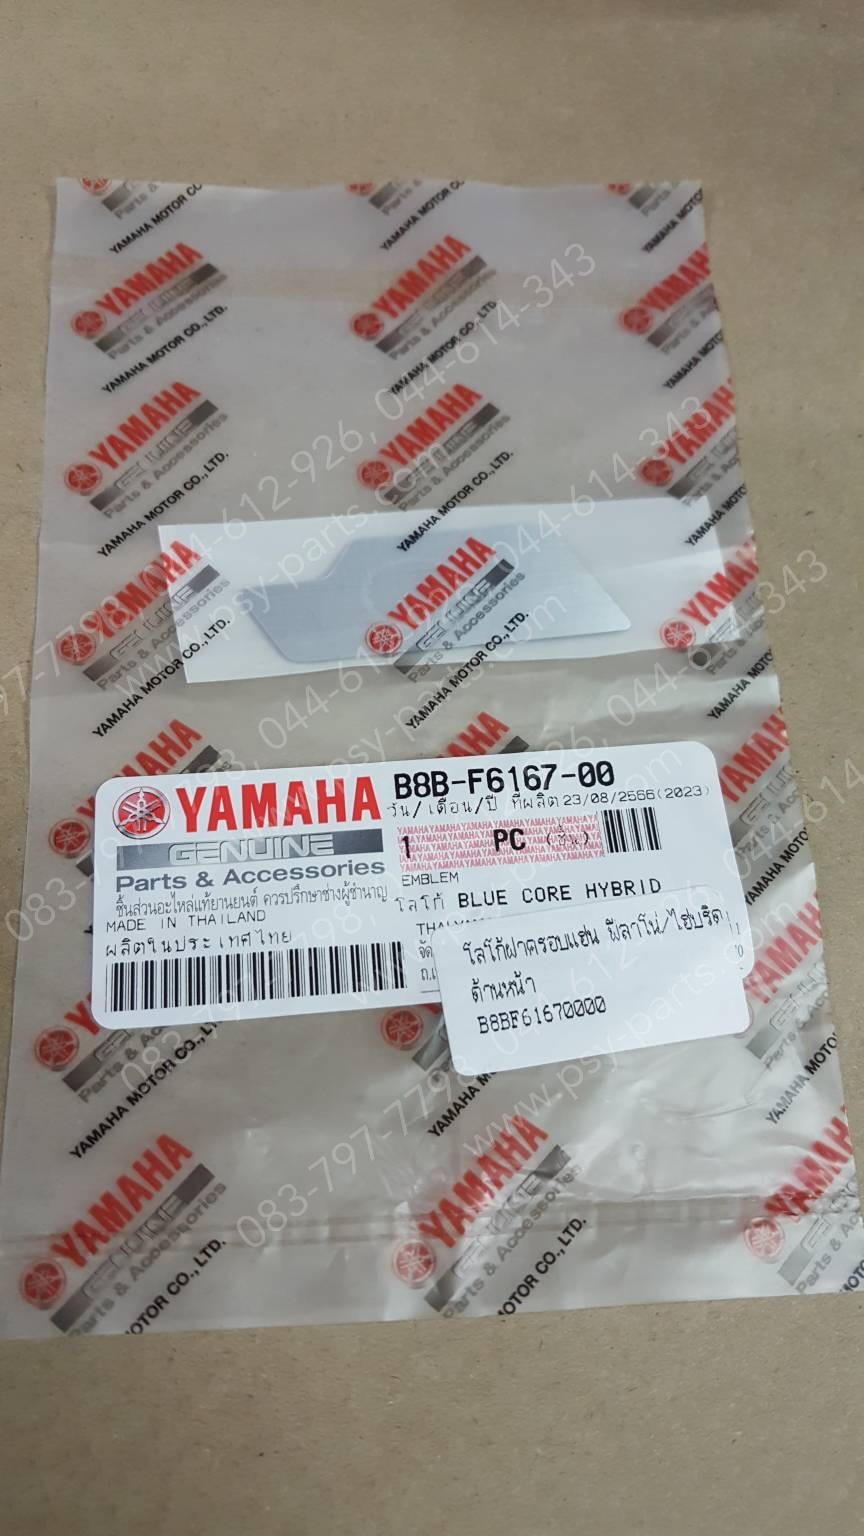 YAMAHA
GENUINE
Parts & Accessories
YAMAHA MOTOR CO., LTD.
YAMAHA
GENUINE
Parts & Accessories
ชิ้นส่วนอะไหล่แท้ยานยนต์ ควรปรึกษาช่างผู้ชำนาญ
MADE IN THAILAND
ผลิตในประเทศไทย
B8B-F6167-00
วัน/เดือน/ปี ที่ผลิต 23/08/2566(2023)
1 PC (ชิ้น)
EMBLEM
โลโก้ BLUE CORE HYBRID
โลโก้ฝาครอบแฮน ฟีลาโน่/ไฮบริด
ด้านหน้า
B8BF61670000
083-797-7798, 044-612-926, 044-614-343
www.psy-parts.com